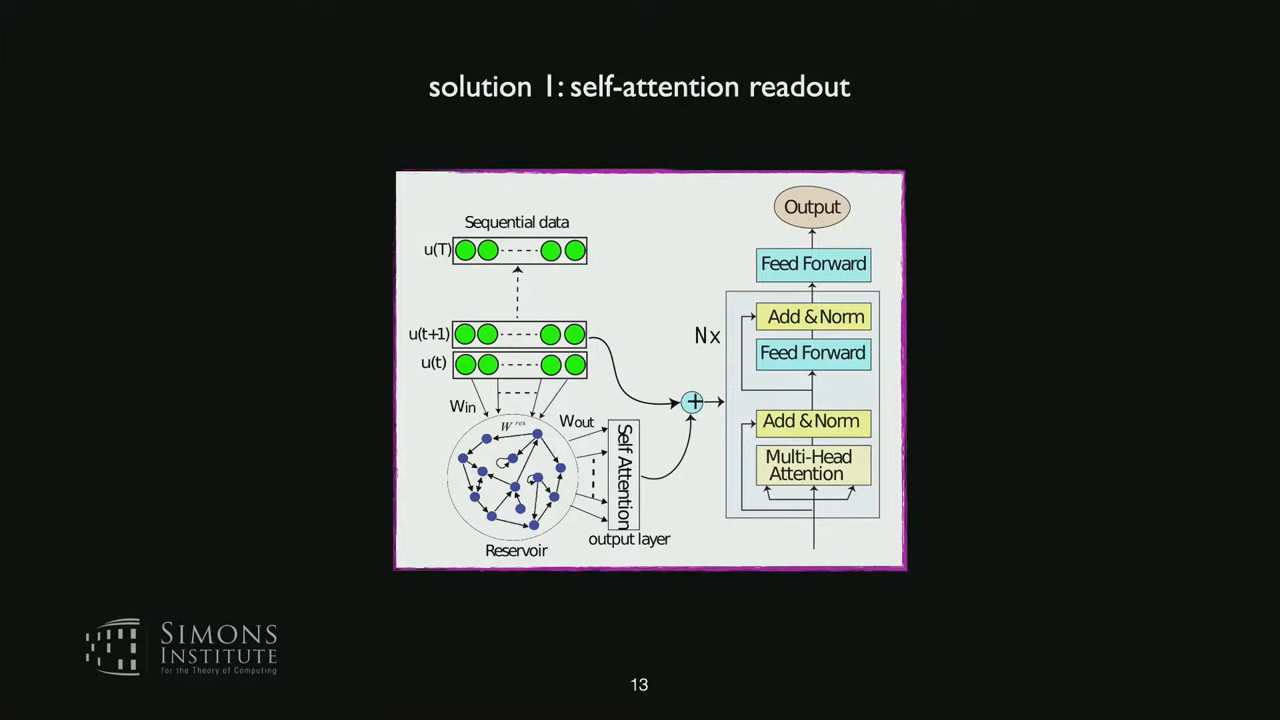 solution 1: self-attention readout
Sequential data
u(T)
u(t+1)
u(t)
Win
W res
Wout
Self Attention
Reservoir
output layer
+
Nx
Output
Feed Forward
Add & Norm
Feed Forward
Add & Norm
Multi-Head
Attention
SIMONS
INSTITUTE
for the Theory of Computing
13